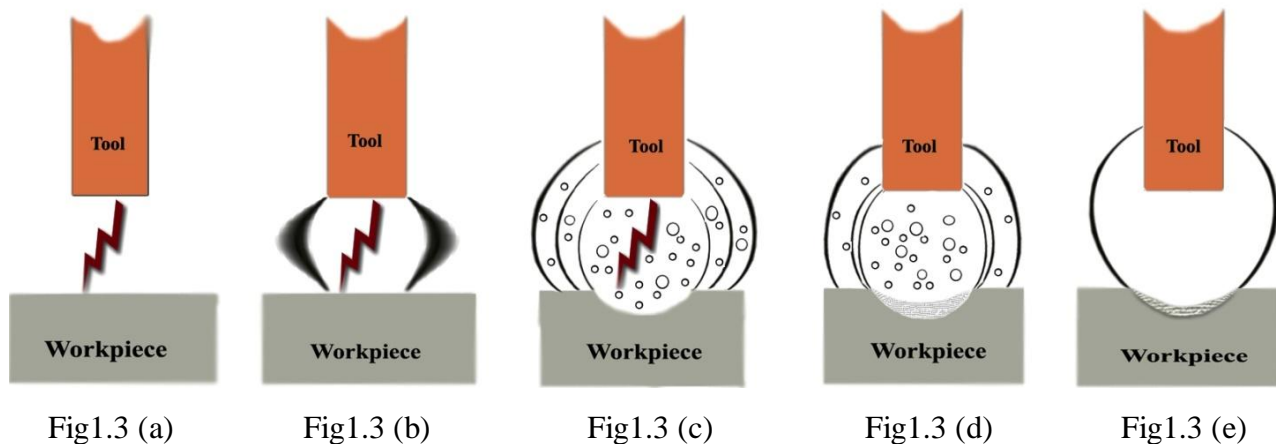 Tool
Tool
Tool
Tool
Tool
Workpiece
Workpiece
Workpiece
Workpiece
Workpiece
Fig1.3 (a)
Fig1.3 (b)
Fig1.3 (c)
Fig1.3 (d)
Fig1.3 (e)